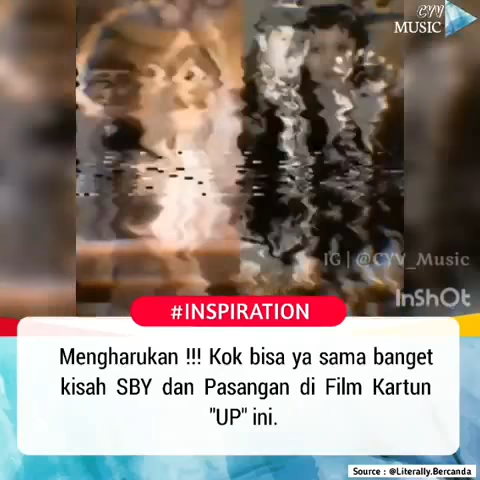 CYV
MUSIC
IG | @CYV_Music
InShOt
#INSPIRATION
Mengharukan !!! Kok bisa ya sama banget
kisah SBY dan Pasangan di Film Kartun
"UP" ini.
Source : @Literally.Bercanda